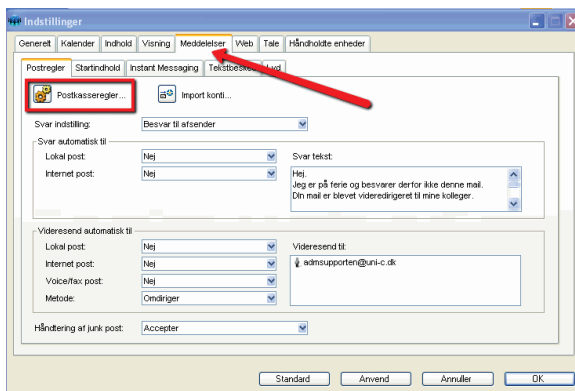 Indstillinger
Generelt Kalender Indhold Visning Meddelelser Web Tale Håndholdte enheder
Postregler Startindhold Instant Messaging Tekstbesked Lyd
Postkasseregler... Import konti...
Svar indstilling: Besvar til afsender
Svar automatisk til
Lokal post: Nej Svar tekst:
Internet post: Nej Hej.
Jeg er på ferie og besvarer derfor ikke denne mail.
Din mail er blevet videredirigeret til mine kolleger.
Videresend automatisk til
Lokal post: Nej Videresend til:
Internet post: Nej admsupporten@uni-c.dk
Voice/fax post: Nej
Metode: Omdiriger
Håndtering af junk post: Accepter
Standard Anvend Annuller OK